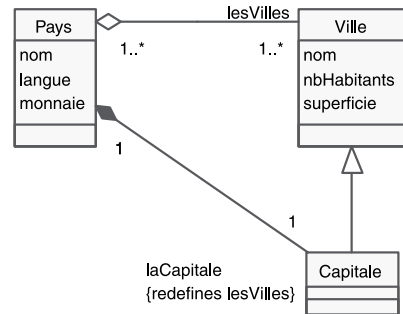 Pays
nom
langue
monnaie
lesVilles
1..*
1..*
Ville
nom
nbHabitants
superficie
1
1
laCapitale
{redefines lesVilles}
Capitale